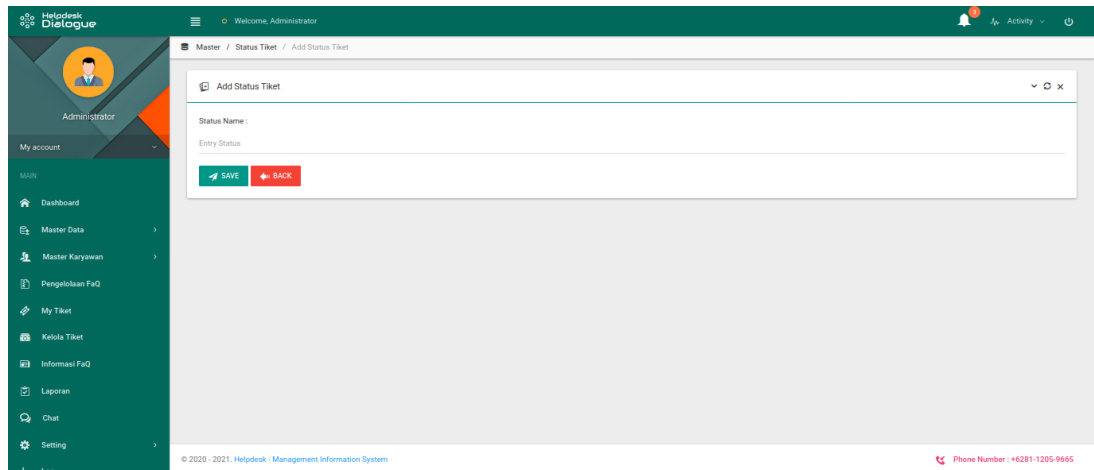 Helpdesk
Dialogue
Welcome, Administrator
Activity
Master / Status Tiket / Add Status Tiket
Administrator
My account
MAIN
Dashboard
Master Data
Master Karyawan
Pengelolaan FaQ
My Tiket
Kelola Tiket
Informasi FaQ
Laporan
Chat
Setting
Add Status Tiket
Status Name :
Entry Status
SAVE
BACK
© 2020 - 2021. Helpdesk - Management Information System
Phone Number : +6281-1205-9665